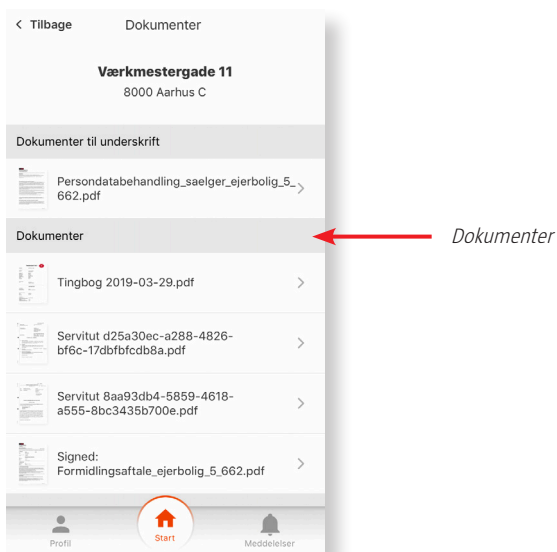 Tilbage
Dokumenter
Værkmestergade 11
8000 Aarhus C
Dokumenter til underskrift
Persondatabehandling_saelger_ejerbolig_5_
662.pdf
Dokumenter
Dokumenter
Tingbog 2019-03-29.pdf
Servitut d25a30ec-a288-4826-
bf6c-17dbfbfcdb8a.pdf
Servitut 8aa93db4-5859-4618-
a555-8bc3435b700e.pdf
Signed:
Formidlingsaftale_ejerbolig_5_662.pdf
Profil
Start
Meddelelser